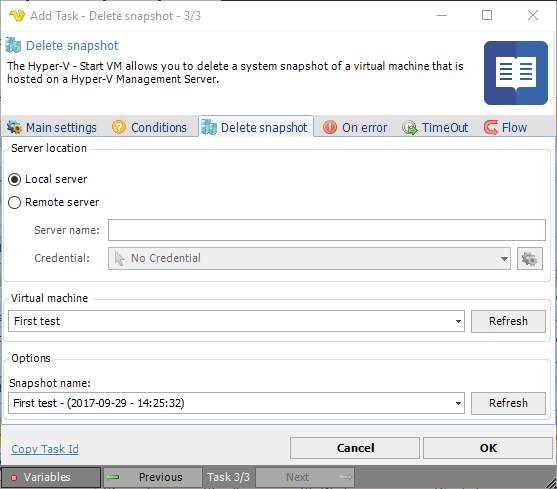 Add Task - Delete snapshot - 3/3
Delete snapshot
The Hyper-V - Start VM allows you to delete a system snapshot of a virtual machine that is
hosted on a Hyper-V Management Server.
Main settings Conditions Delete snapshot On error TimeOut Flow
Server location
Local server
Remote server
Server name:
Credential: No Credential
Virtual machine
First test Refresh
Options
Snapshot name:
First test - (2017-09-29 - 14:25:32) Refresh
Copy Task Id Cancel OK
Variables Previous Task 3/3 Next